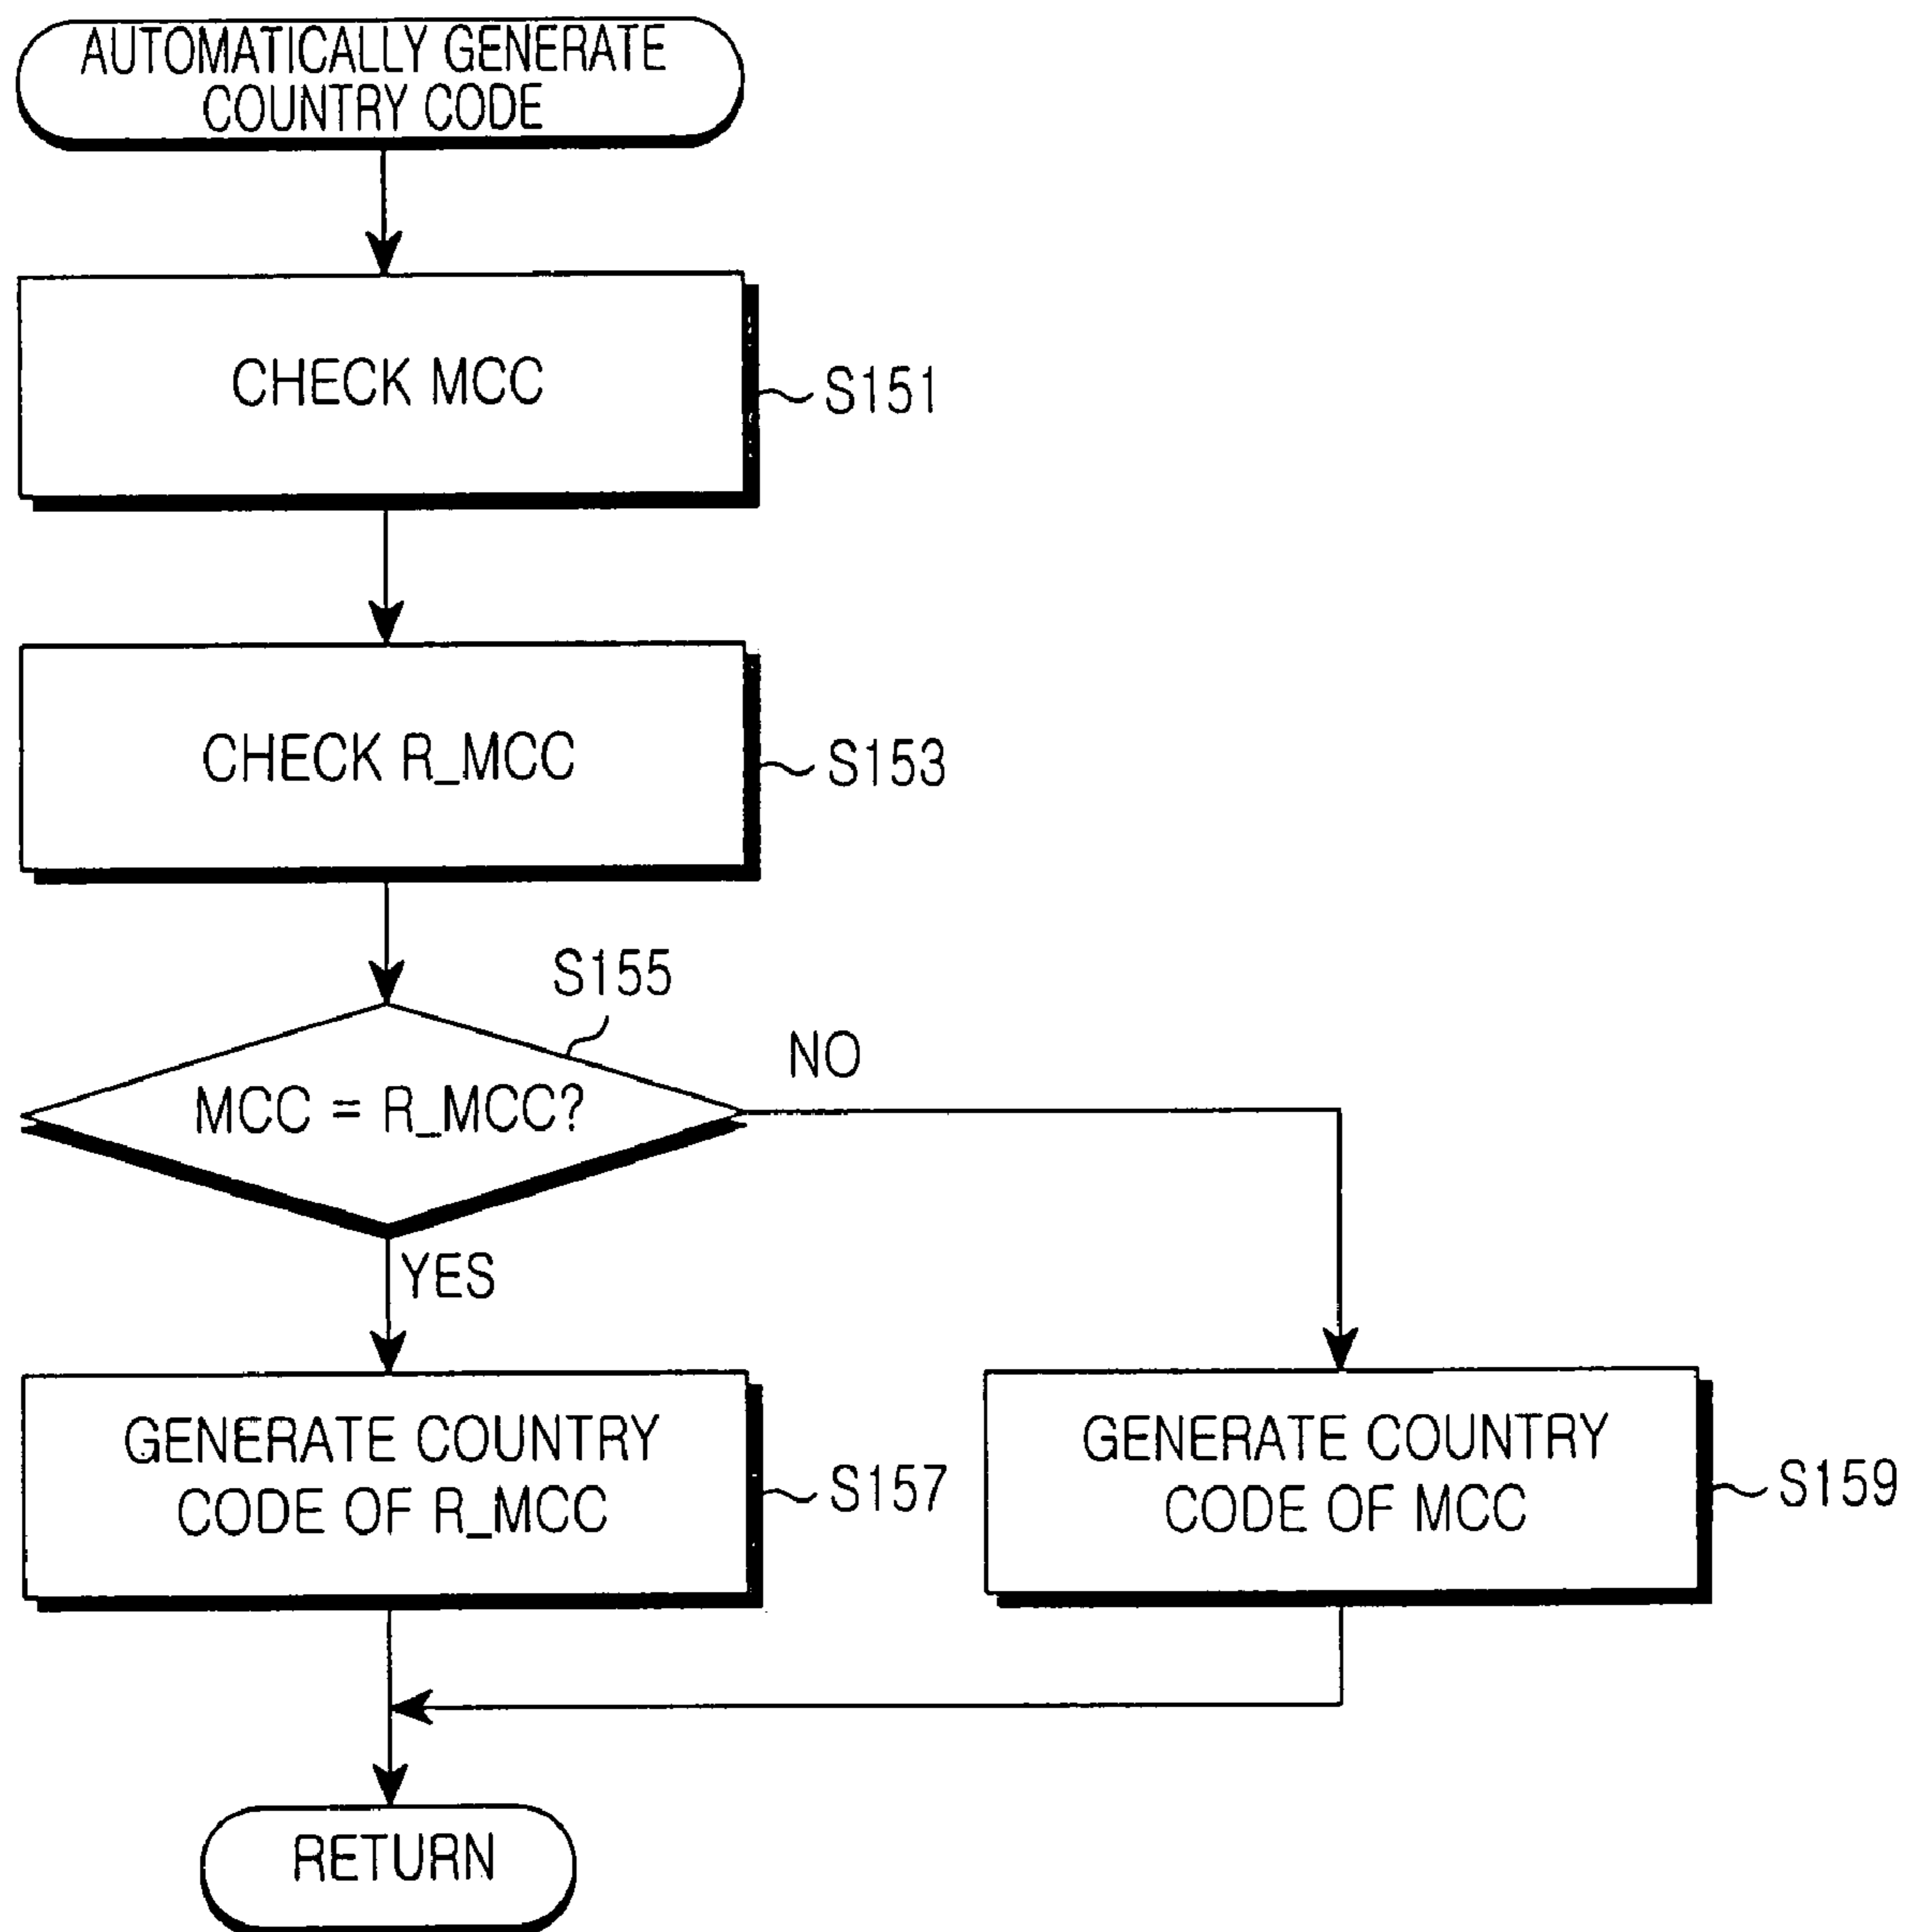 AUTOMATICALLY GENERATE
COUNTRY CODE
CHECK MCC
S151
CHECK R_MCC
S153
S155
MCC = R_MCC?
NO
YES
GENERATE COUNTRY
CODE OF R_MCC
S157
GENERATE COUNTRY
CODE OF MCC
S159
RETURN